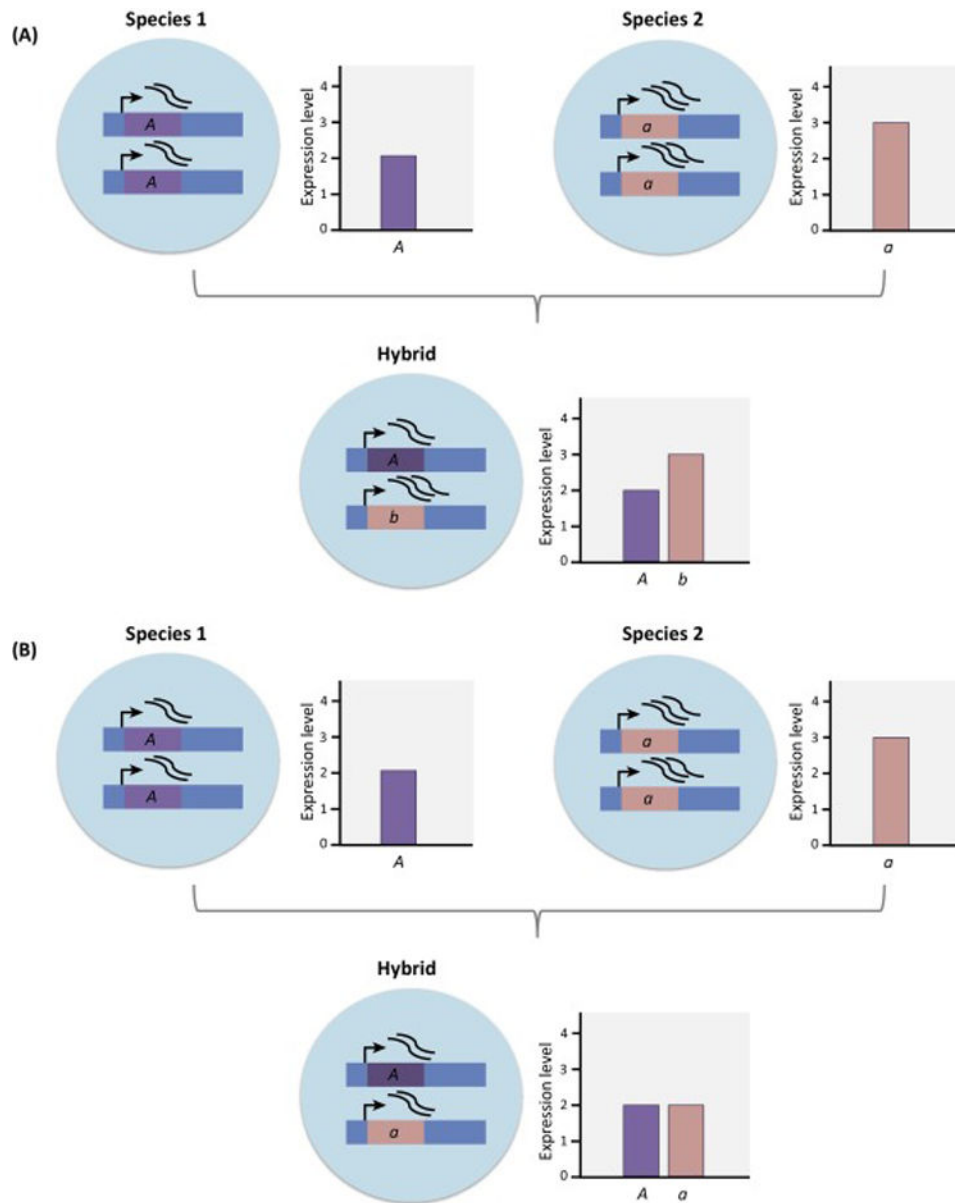 (A)
Species 1
Species 2
A
A
Expression level
4
3
2
1
0
A
a
a
Expression level
4
3
2
1
0
a
Hybrid
A
b
Expression level
4
3
2
1
0
A b
(B)
Species 1
Species 2
A
A
Expression level
4
3
2
1
0
A
a
a
Expression level
4
3
2
1
0
a
Hybrid
A
a
Expression level
4
3
2
1
0
A a